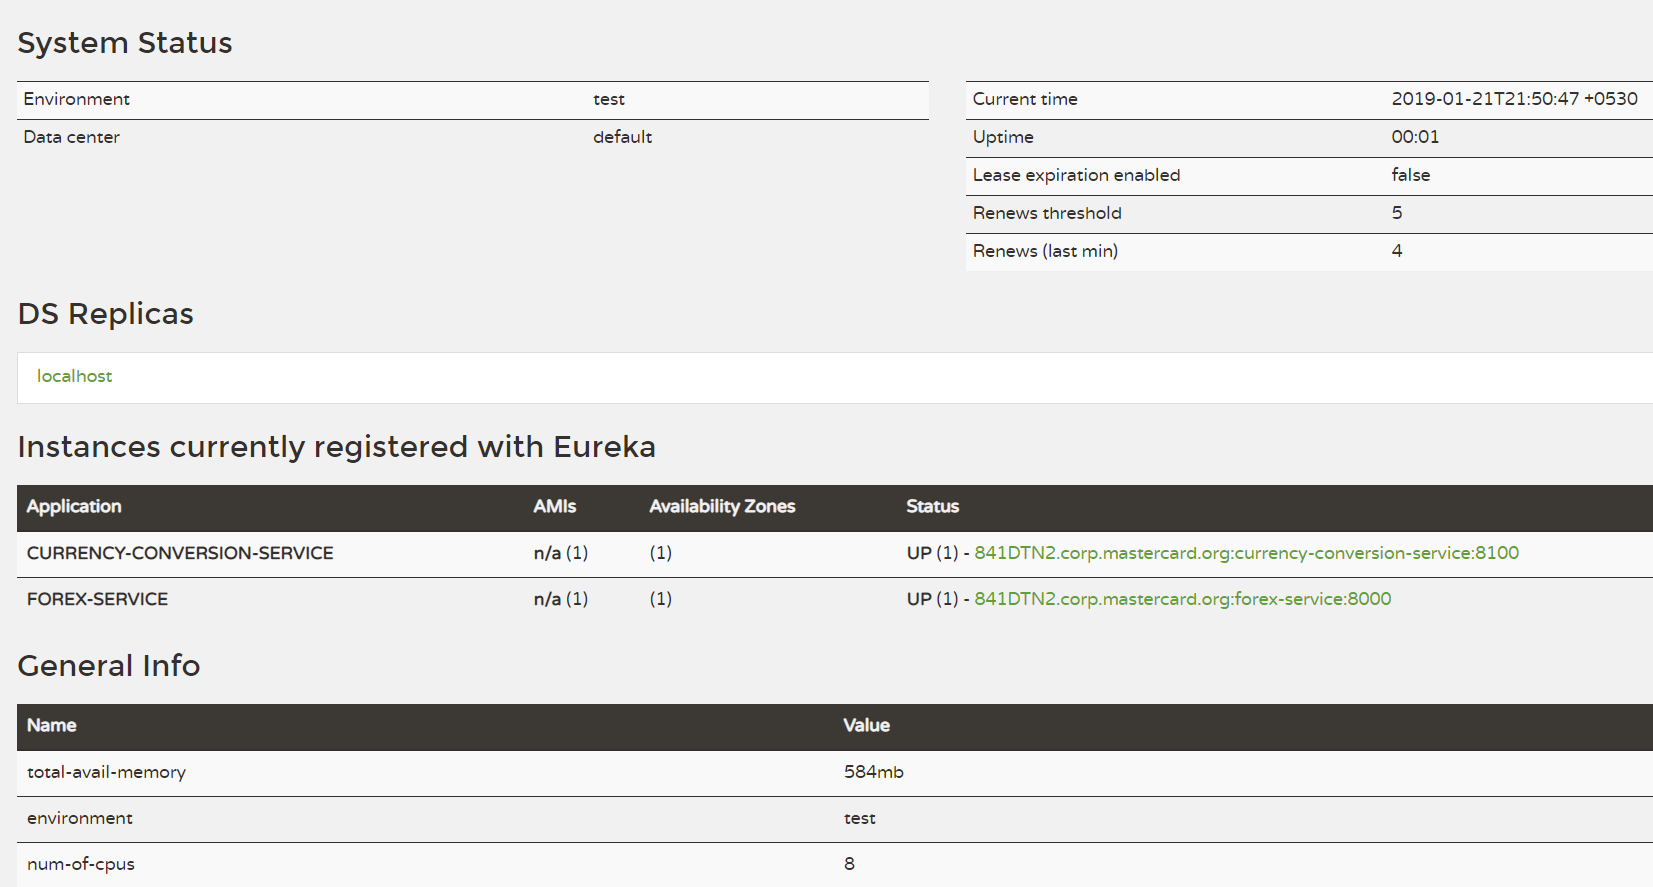 System Status
Environment test
Data center default
Current time 2019-01-21T21:50:47 +0530
Uptime 00:01
Lease expiration enabled false
Renews threshold 5
Renews (last min) 4
DS Replicas
localhost
Instances currently registered with Eureka
Application AMIs Availability Zones Status
CURRENCY-CONVERSION-SERVICE n/a (1) (1) UP (1) - 841DTN2.corp.mastercard.org:currency-conversion-service:8100
FOREX-SERVICE n/a (1) (1) UP (1) - 841DTN2.corp.mastercard.org:forex-service:8000
General Info
Name Value
total-avail-memory 584mb
environment test
num-of-cpus 8